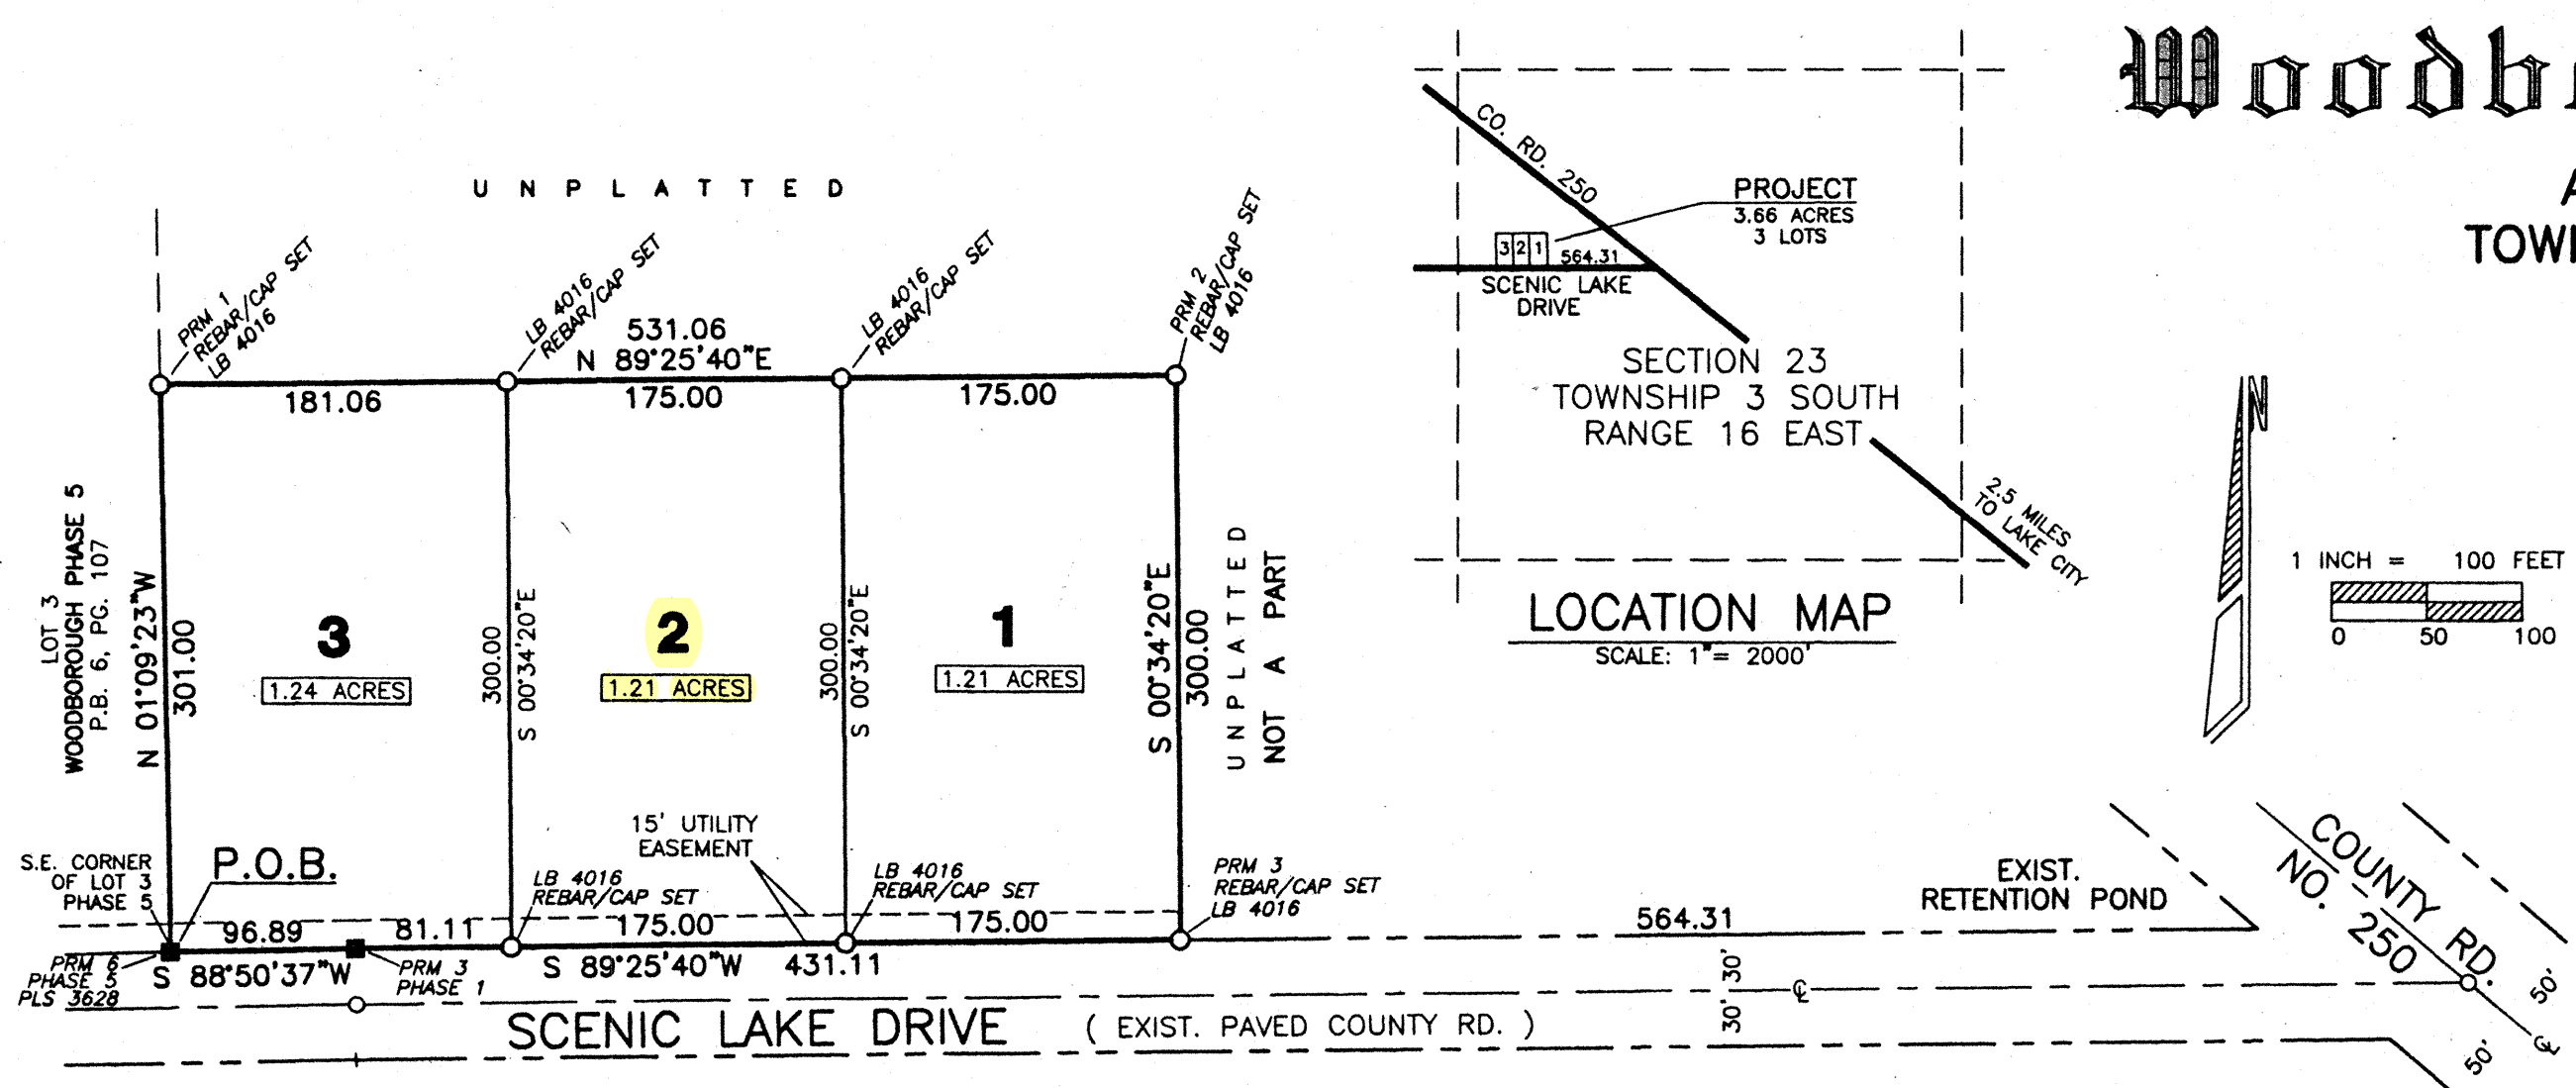 Woodb
TOW
UNPLATTED
PRM 1
REBAR/CAP SET
LB 4016
LB 4016
REBAR/CAP SET
531.06
N 89°25'40"E
LB 4016
REBAR/CAP SET
PRM 2
REBAR/CAP SET
LB 4016
181.06
175.00
175.00
LOT 3
WOODBOROUGH PHASE 5
P.B. 6, PG. 107
N 01°09'23"W
301.00
3
1.24 ACRES
300.00
S 00°34'20"E
2
1.21 ACRES
300.00
S 00°34'20"E
1
1.21 ACRES
S 00°34'20"E
300.00
UNPLATTED
NOT A PART
S.E. CORNER
OF LOT 3
PHASE 5
P.O.B.
15' UTILITY
EASEMENT
LB 4016
REBAR/CAP SET
LB 4016
REBAR/CAP SET
PRM 3
REBAR/CAP SET
LB 4016
96.89
81.11
175.00
175.00
564.31
PRM 6
PHASE 5
PLS 3628
S 88°50'37"W
PRM 3
PHASE 1
S 89°25'40"W 431.11
SCENIC LAKE DRIVE ( EXIST. PAVED COUNTY RD. )
30' 30'
℄
EXIST.
RETENTION POND
COUNTY RD.
NO. 250
50'
50'
℄
CO. RD. 250
PROJECT
3.66 ACRES
3 LOTS
3 2 1
564.31
SCENIC LAKE
DRIVE
SECTION 23
TOWNSHIP 3 SOUTH
RANGE 16 EAST
2.5 MILES
TO LAKE CITY
LOCATION MAP
SCALE: 1"= 2000'
N
1 INCH = 100 FEET
0 50 100